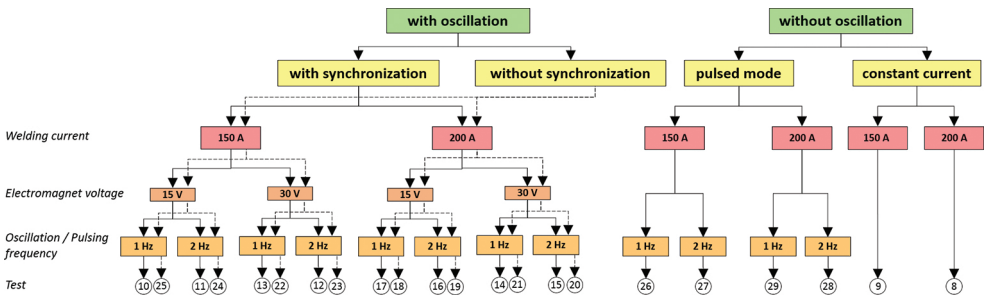 with oscillation without oscillation
with synchronization without synchronization pulsed mode constant current
Welding current 150 A 200 A 150 A 200 A 150 A 200 A
Electromagnet voltage 15 V 30 V 15 V 30 V
Oscillation / Pulsing
frequency 1 Hz 2 Hz 1 Hz 2 Hz 1 Hz 2 Hz 1 Hz 2 Hz 1 Hz 2 Hz 1 Hz 2 Hz
Test 10 25 11 24 13 22 12 23 17 18 16 19 14 21 15 20 26 27 29 28 9 8